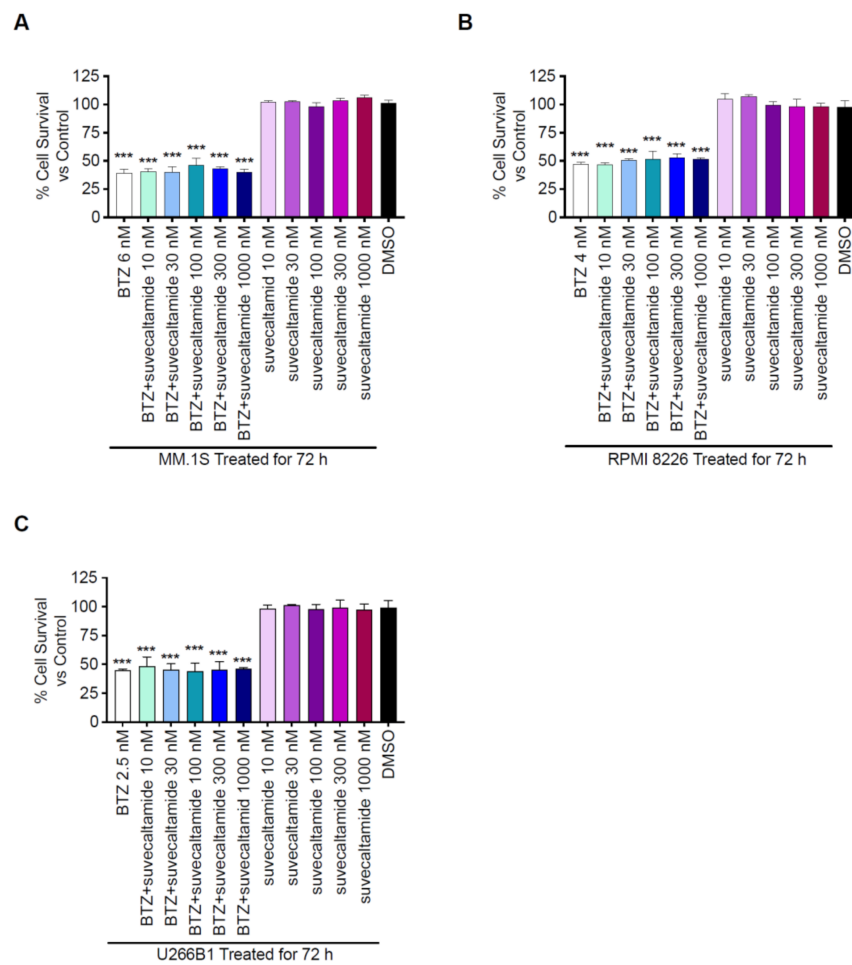 A
% Cell Survival
vs Control
125
100
75
50
25
0
***
***
***
***
***
***
BTZ 6 nM
BTZ+suvecaltamide 10 nM
BTZ+suvecaltamide 30 nM
BTZ+suvecaltamide 100 nM
BTZ+suvecaltamide 300 nM
BTZ+suvecaltamide 1000 nM
suvecaltamid 10 nM
suvecaltamide 30 nM
suvecaltamide 100 nM
suvecaltamide 300 nM
suvecaltamide 1000 nM
DMSO
MM.1S Treated for 72 h
B
% Cell Survival
vs Control
125
100
75
50
25
0
***
***
***
***
***
***
BTZ 4 nM
BTZ+suvecaltamide 10 nM
BTZ+suvecaltamide 30 nM
BTZ+suvecaltamide 100 nM
BTZ+suvecaltamide 300 nM
BTZ+suvecaltamide 1000 nM
suvecaltamide 10 nM
suvecaltamide 30 nM
suvecaltamide 100 nM
suvecaltamide 300 nM
suvecaltamide 1000 nM
DMSO
RPMI 8226 Treated for 72 h
C
% Cell Survival
vs Control
125
100
75
50
25
0
***
***
***
***
***
***
BTZ 2.5 nM
BTZ+suvecaltamide 10 nM
BTZ+suvecaltamide 30 nM
BTZ+suvecaltamide 100 nM
BTZ+suvecaltamide 300 nM
BTZ+suvecaltamid 1000 nM
suvecaltamide 10 nM
suvecaltamide 30 nM
suvecaltamide 100 nM
suvecaltamide 300 nM
suvecaltamide 1000 nM
DMSO
U266B1 Treated for 72 h